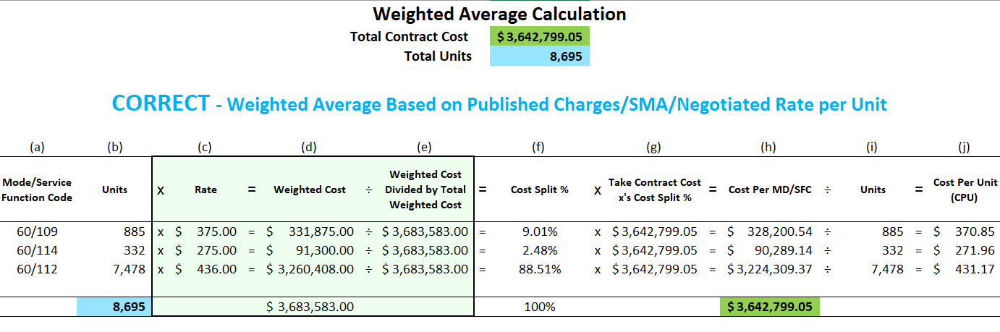 Weighted Average Calculation
Total Contract Cost $ 3,642,799.05
Total Units 8,695
CORRECT - Weighted Average Based on Published Charges/SMA/Negotiated Rate per Unit
(a) (b) (c) (d) (e) (f) (g) (h) (i) (j)
Mode/Service Function Code Units X Rate = Weighted Cost ÷ Weighted Cost Divided by Total Weighted Cost = Cost Split % X Take Contract Cost x's Cost Split % = Cost Per MD/SFC ÷ Units = Cost Per Unit (CPU)
60/109 885 x $ 375.00 = $ 331,875.00 ÷ $ 3,683,583.00 = 9.01% x $ 3,642,799.05 = $ 328,200.54 ÷ 885 = $ 370.85
60/114 332 x $ 275.00 = $ 91,300.00 ÷ $ 3,683,583.00 = 2.48% x $ 3,642,799.05 = $ 90,289.14 ÷ 332 = $ 271.96
60/112 7,478 x $ 436.00 = $ 3,260,408.00 ÷ $ 3,683,583.00 = 88.51% x $ 3,642,799.05 = $ 3,224,309.37 ÷ 7,478 = $ 431.17
8,695 $ 3,683,583.00 100% $ 3,642,799.05